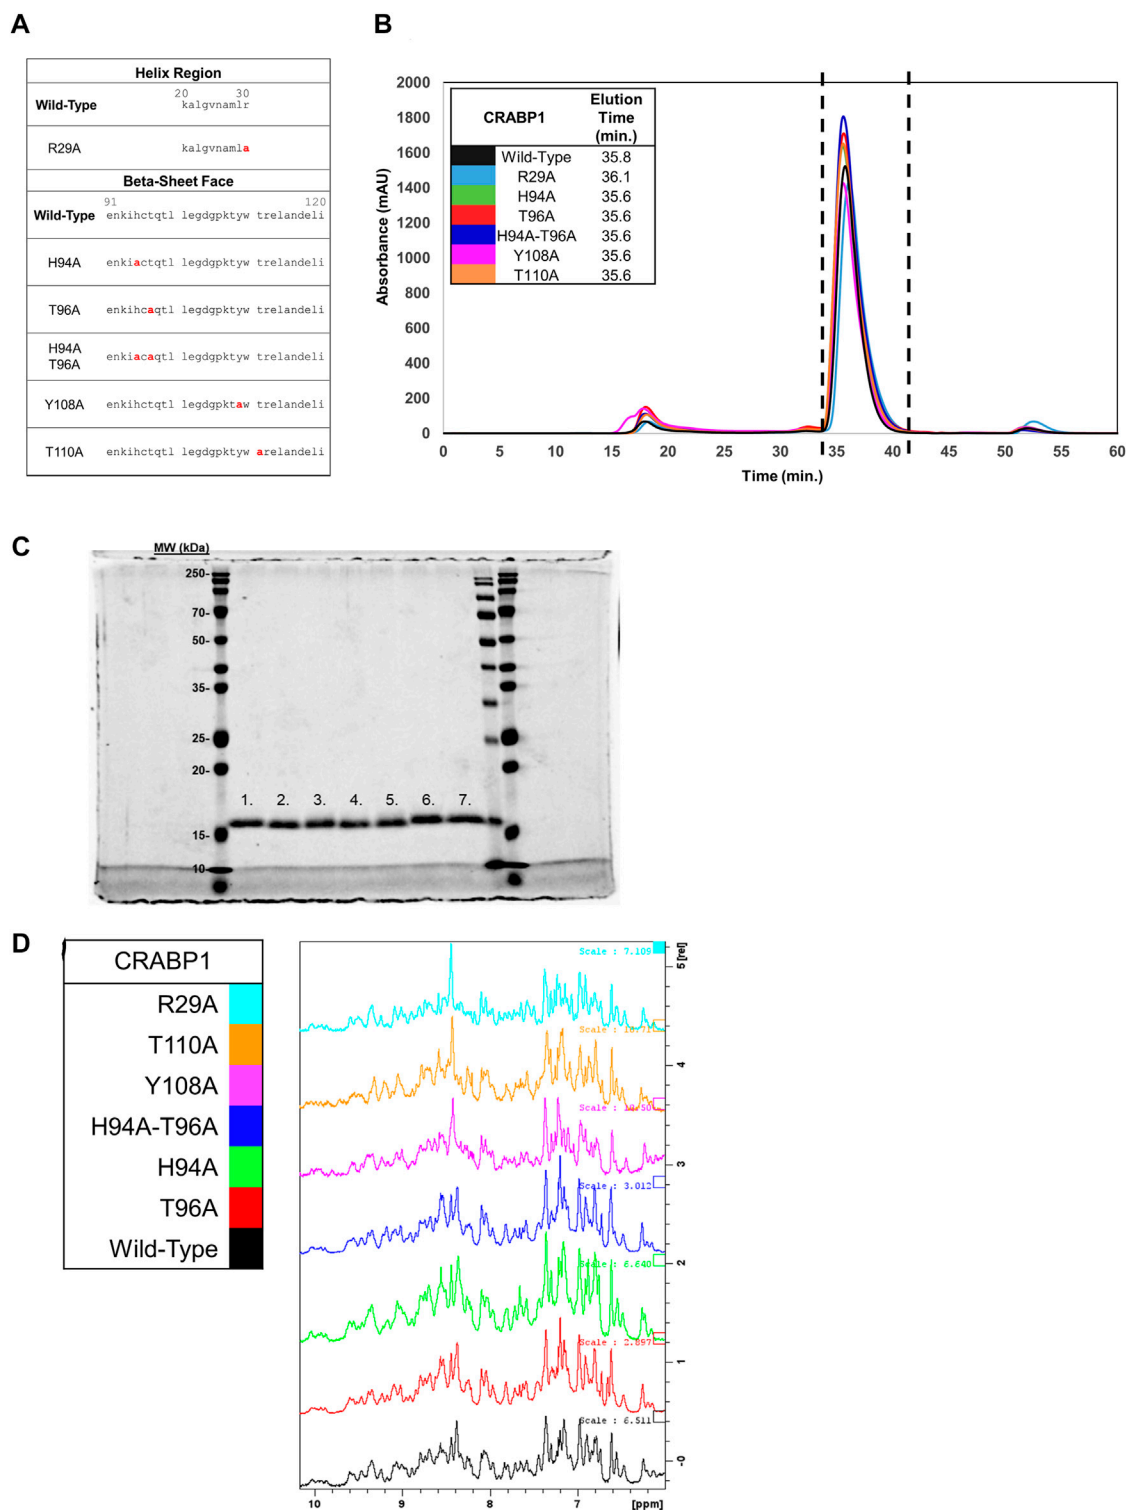 A
Helix Region
20 30
Wild-Type kalgvnamlr
R29A kalgvnamla
Beta-Sheet Face
91 120
Wild-Type enkihctqtl legdgpktyw trelandeli
H94A enkiactqtl legdgpktyw trelandeli
T96A enkihcaqtl legdgpktyw trelandeli
H94A
T96A enkiacaqtl legdgpktyw trelandeli
Y108A enkihctqtl legdgpktaw trelandeli
T110A enkihctqtl legdgpktyw arelandeli
B
2000
1800
1600
1400
1200
1000
800
600
400
200
0
Absorbance (mAU)
CRABP1 Elution
Time
(min.)
Wild-Type 35.8
R29A 36.1
H94A 35.6
T96A 35.6
H94A-T96A 35.6
Y108A 35.6
T110A 35.6
0 5 10 15 20 25 30 35 40 45 50 55 60
Time (min.)
C
MW (kDa)
250-
70-
50-
35-
25-
20-
15-
10-
1. 2. 3. 4. 5. 6. 7.
D
CRABP1
R29A
T110A
Y108A
H94A-T96A
H94A
T96A
Wild-Type
Scale : 7.109
Scale :
Scale :
Scale : 3.012
Scale : 6.640
Scale : 2.897
Scale : 6.511
5 [rel]
4
3
2
1
-0
10 9 8 7 [ppm]